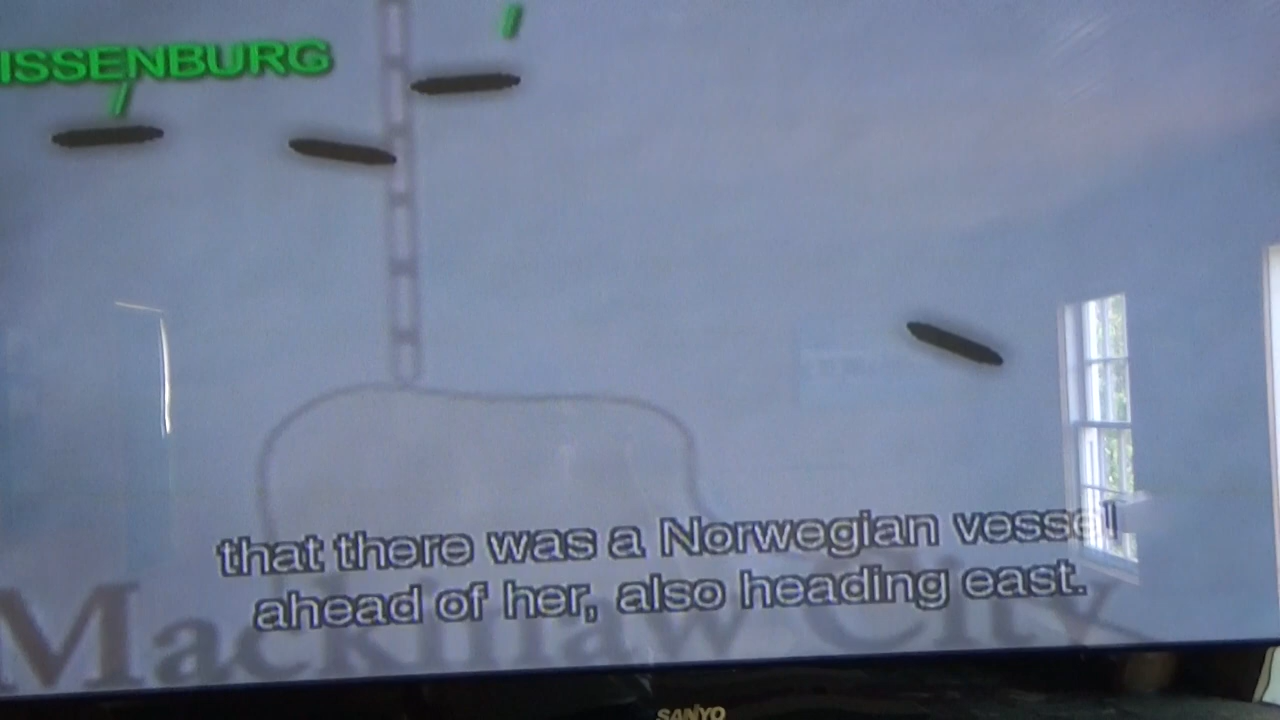 ISSENBURG
that there was a Norwegian vessel
ahead of her, also heading east.
Mackinaw City
SANYO